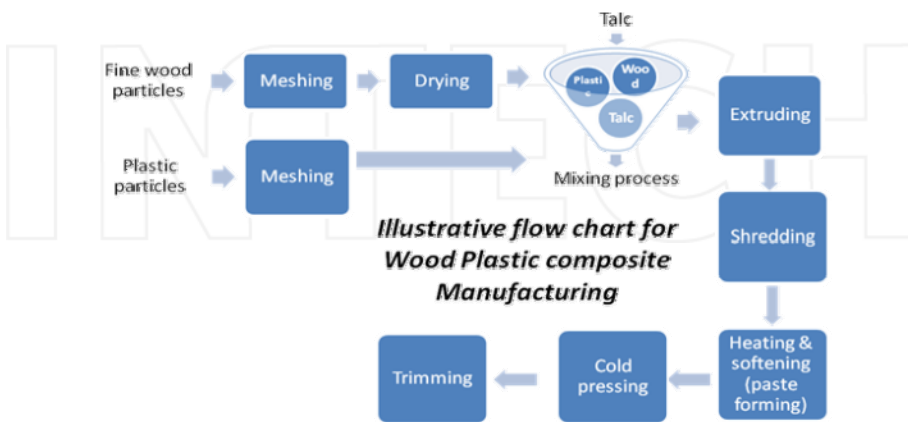 INTECH
Talc
Fine wood
particles
Meshing
Drying
Plasti
c
Woo
d
Talc
Extruding
Plastic
particles
Meshing
Mixing process
Illustrative flow chart for
Wood Plastic composite
Manufacturing
Shredding
Heating &
softening
(paste
forming)
Cold
pressing
Trimming